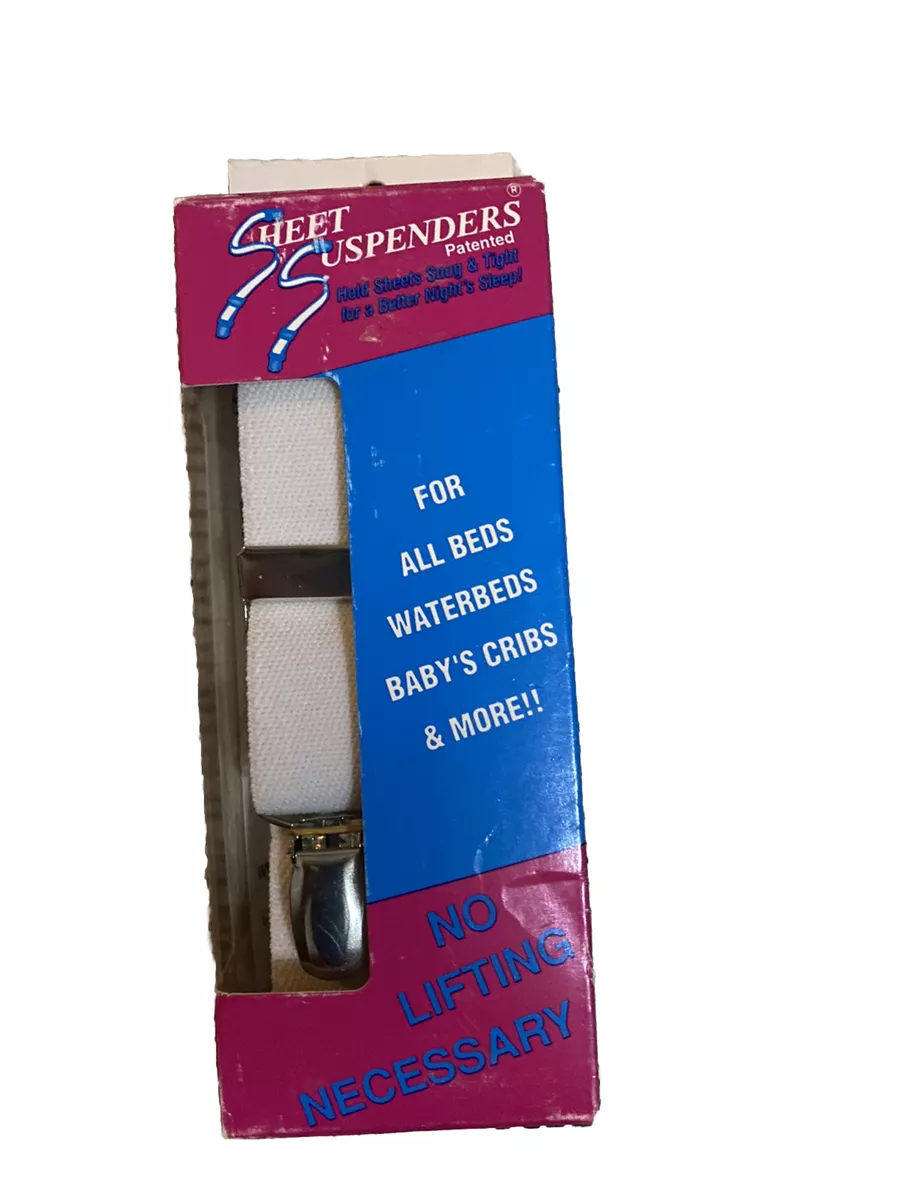 SHEET ®
SUSPENDERS
Patented
Hold Sheets Snug & Tight
for a Better Night's Sleep!
FOR
ALL BEDS
WATERBEDS
BABY'S CRIBS
& MORE!!
NO
LIFTING
NECESSARY